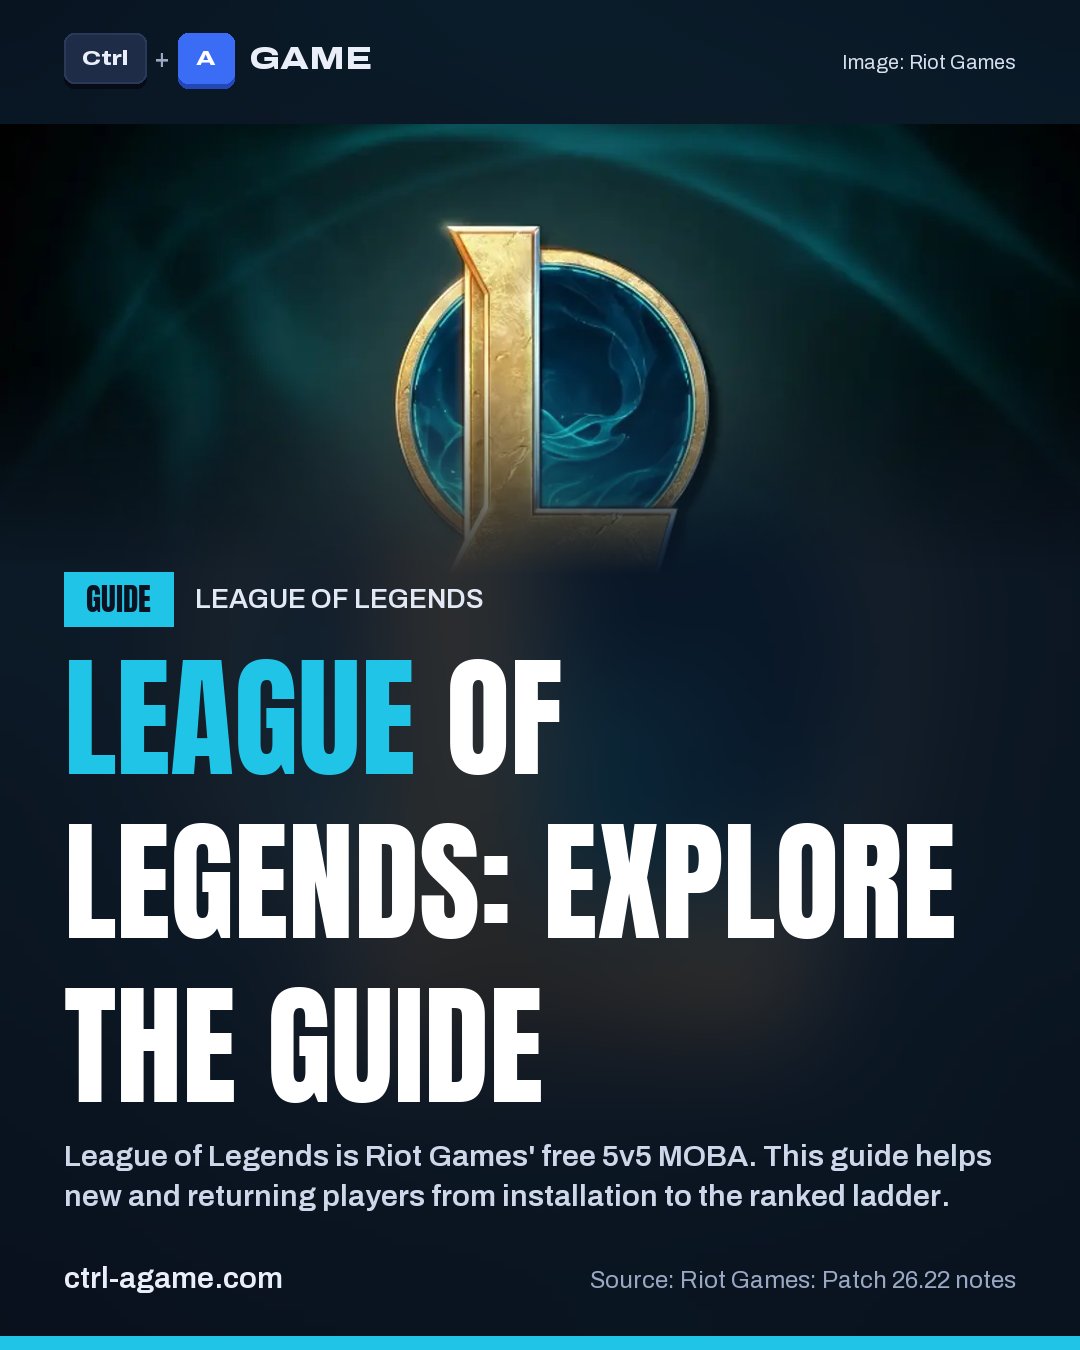 Ctrl + A GAME
Image: Riot Games
GUIDE LEAGUE OF LEGENDS
LEAGUE OF
LEGENDS: EXPLORE
THE GUIDE
League of Legends is Riot Games' free 5v5 MOBA. This guide helps
new and returning players from installation to the ranked ladder.
ctrl-agame.com
Source: Riot Games: Patch 26.22 notes